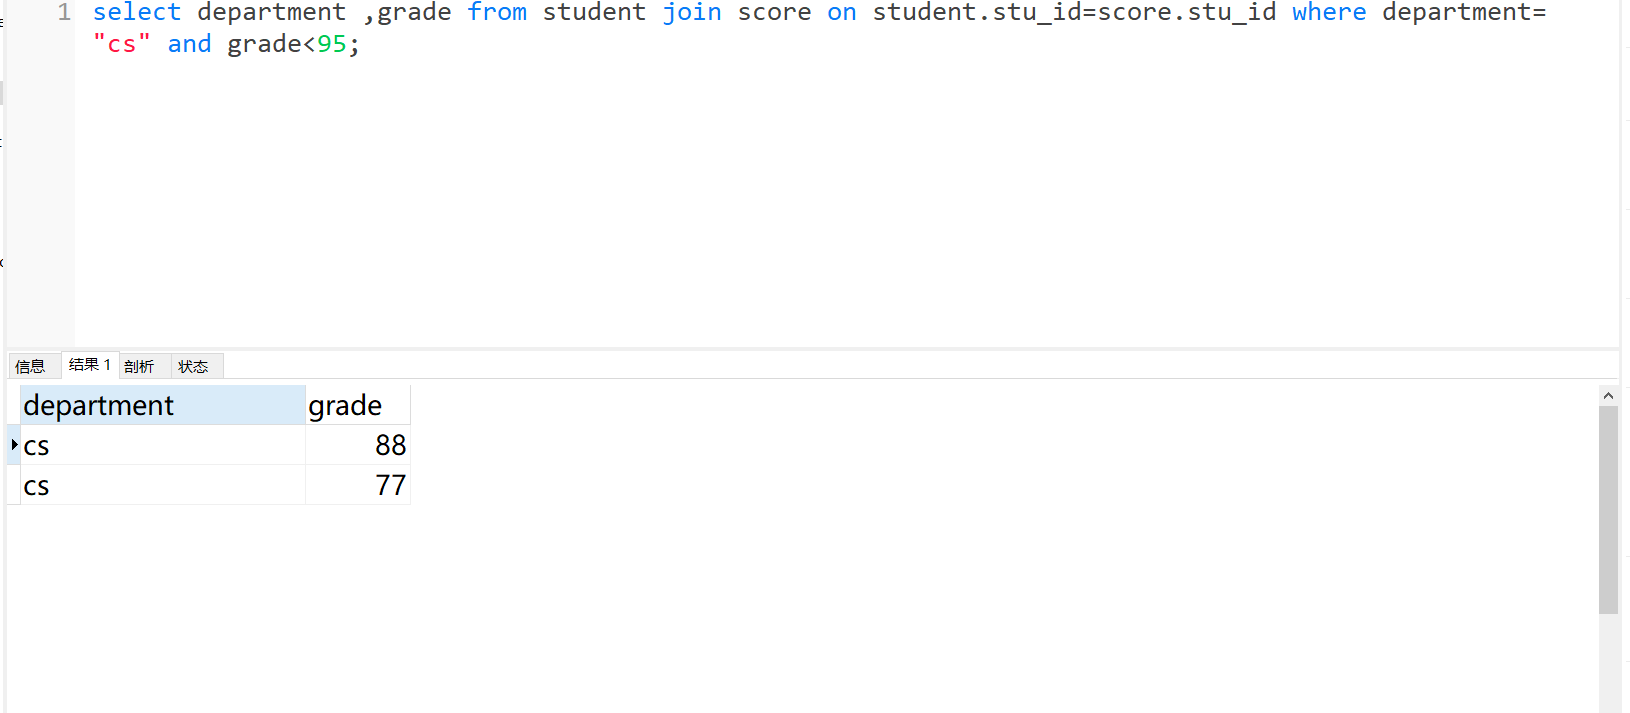 1 select department ,grade from student join score on student.stu_id=score.stu_id where department=
"cs" and grade<95;
信息 结果 1 剖析 状态
department grade
cs 88
cs 77